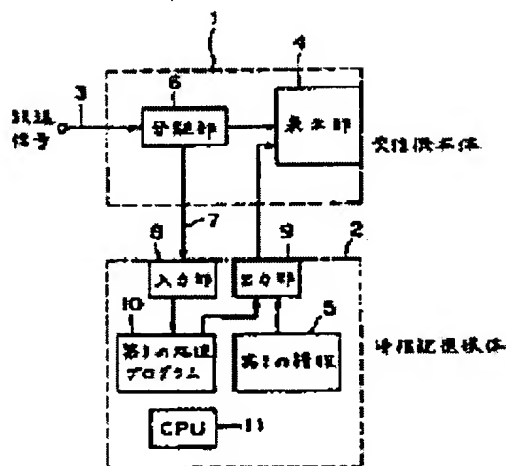 1
4
3
6
伝送
信号
分離部
表示部
受信機本体
7
8
9
2
入力部
出力部
10
5
第1の処理
プログラム
第2の情報
情報記憶媒体
CPU
11